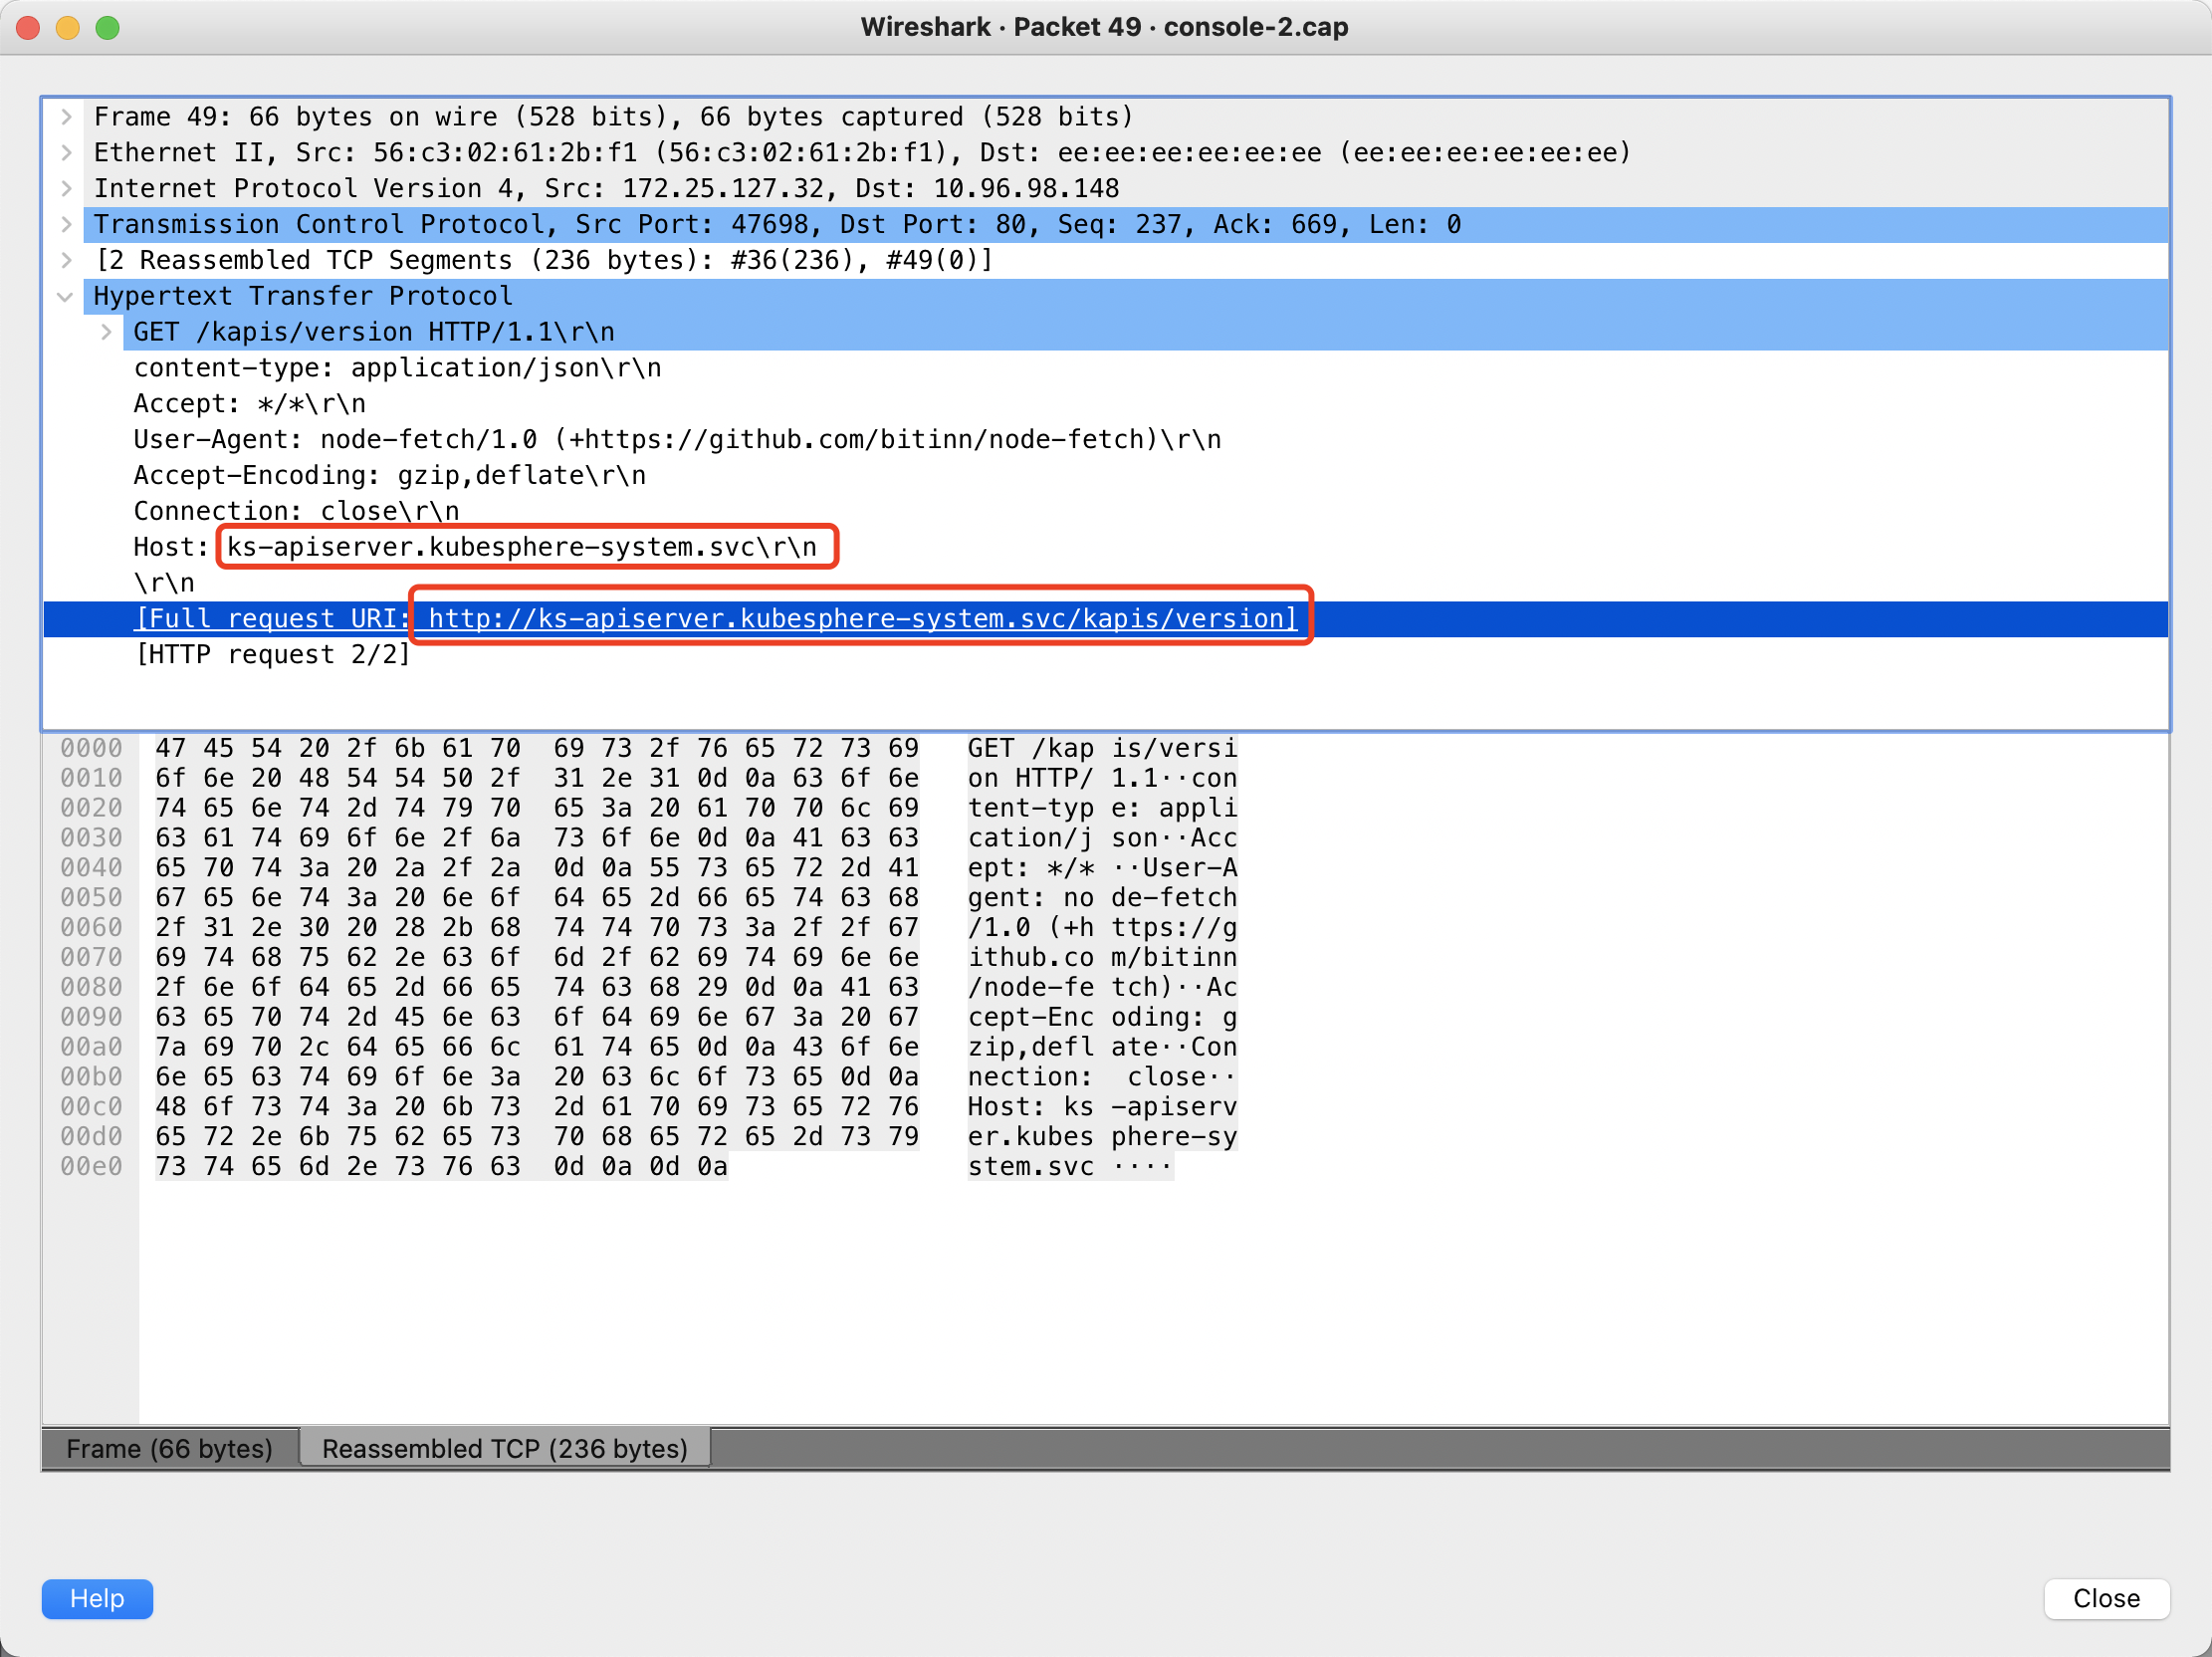 Wireshark · Packet 49 · console-2.cap
Frame 49: 66 bytes on wire (528 bits), 66 bytes captured (528 bits)
Ethernet II, Src: 56:c3:02:61:2b:f1 (56:c3:02:61:2b:f1), Dst: ee:ee:ee:ee:ee:ee (ee:ee:ee:ee:ee:ee)
Internet Protocol Version 4, Src: 172.25.127.32, Dst: 10.96.98.148
Transmission Control Protocol, Src Port: 47698, Dst Port: 80, Seq: 237, Ack: 669, Len: 0
[2 Reassembled TCP Segments (236 bytes): #36(236), #49(0)]
Hypertext Transfer Protocol
GET /kapis/version HTTP/1.1\r\n
content-type: application/json\r\n
Accept: */*\r\n
User-Agent: node-fetch/1.0 (+https://github.com/bitinn/node-fetch)\r\n
Accept-Encoding: gzip,deflate\r\n
Connection: close\r\n
Host: ks-apiserver.kubesphere-system.svc\r\n
\r\n
[Full request URI: http://ks-apiserver.kubesphere-system.svc/kapis/version]
[HTTP request 2/2]
0000 47 45 54 20 2f 6b 61 70 69 73 2f 76 65 72 73 69 GET /kap is/versi
0010 6f 6e 20 48 54 54 50 2f 31 2e 31 0d 0a 63 6f 6e on HTTP/ 1.1··con
0020 74 65 6e 74 2d 74 79 70 65 3a 20 61 70 70 6c 69 tent-typ e: appli
0030 63 61 74 69 6f 6e 2f 6a 73 6f 6e 0d 0a 41 63 63 cation/j son··Acc
0040 65 70 74 3a 20 2a 2f 2a 0d 0a 55 73 65 72 2d 41 ept: */* ··User-A
0050 67 65 6e 74 3a 20 6e 6f 64 65 2d 66 65 74 63 68 gent: no de-fetch
0060 2f 31 2e 30 20 28 2b 68 74 74 70 73 3a 2f 2f 67 /1.0 (+h ttps://g
0070 69 74 68 75 62 2e 63 6f 6d 2f 62 69 74 69 6e 6e ithub.co m/bitinn
0080 2f 6e 6f 64 65 2d 66 65 74 63 68 29 0d 0a 41 63 /node-fe tch)··Ac
0090 63 65 70 74 2d 45 6e 63 6f 64 69 6e 67 3a 20 67 cept-Enc oding: g
00a0 7a 69 70 2c 64 65 66 6c 61 74 65 0d 0a 43 6f 6e zip,defl ate··Con
00b0 6e 65 63 74 69 6f 6e 3a 20 63 6c 6f 73 65 0d 0a nection:  close··
00c0 48 6f 73 74 3a 20 6b 73 2d 61 70 69 73 65 72 76 Host: ks -apiserv
00d0 65 72 2e 6b 75 62 65 73 70 68 65 72 65 2d 73 79 er.kubes phere-sy
00e0 73 74 65 6d 2e 73 76 63 0d 0a 0d 0a stem.svc ····
Frame (66 bytes) Reassembled TCP (236 bytes)
Help Close